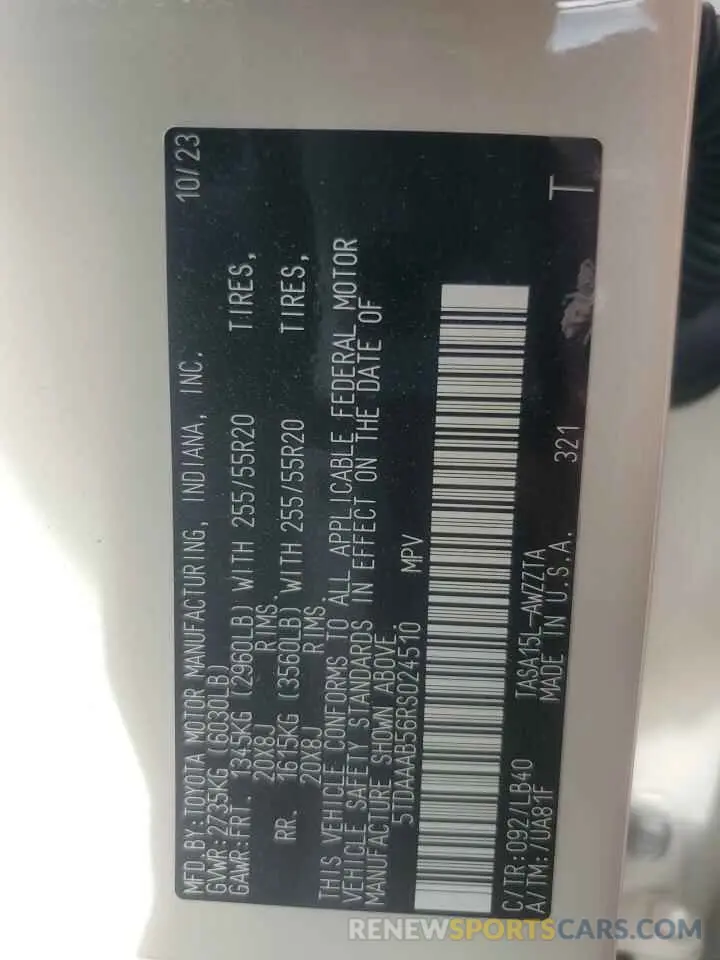 MFD.BY:TOYOTA MOTOR MANUFACTURING, INDIANA, INC. 10/23
GVWR:2735KG (6030LB)
GAWR:FRT. 1345KG (2960LB) WITH 255/55R20 TIRES,
20X8J RIMS.
RR. 1615KG (3560LB) WITH 255/55R20 TIRES,
20X8J RIMS.
THIS VEHICLE CONFORMS TO ALL APPLICABLE FEDERAL MOTOR
VEHICLE SAFETY STANDARDS IN EFFECT ON THE DATE OF
MANUFACTURE SHOWN ABOVE.
5TDAAAB56RS024510 MPV
C/TR:092/LB40 TASA15L-AWZZTA 321 T
A/TM:/UA81F MADE IN U.S.A.
RENEWSPORTSCARS.COM